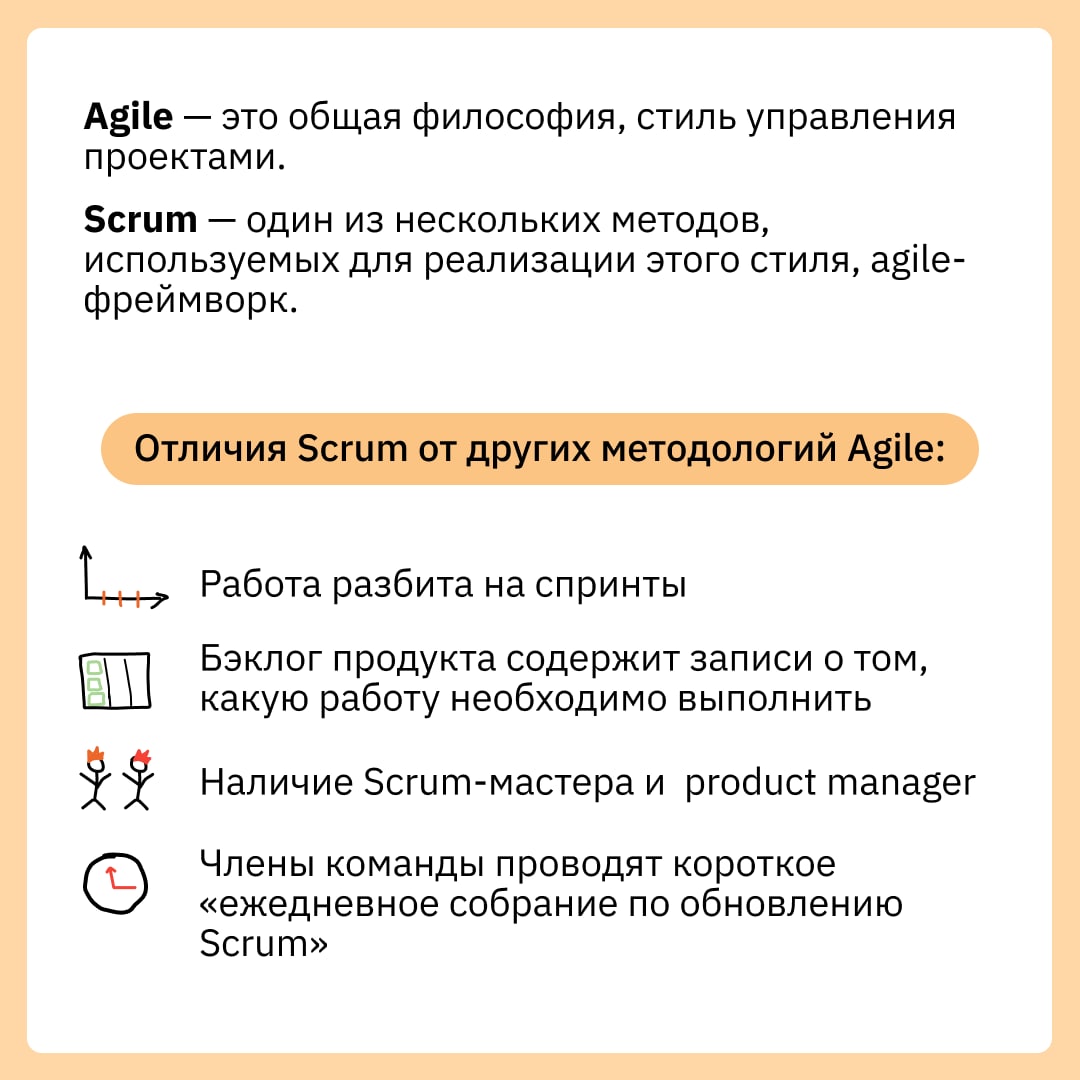 Agile — это общая философия, стиль управления
проектами.
Scrum — один из нескольких методов,
используемых для реализации этого стиля, agile-
фреймворк.
Отличия Scrum от других методологий Agile:
Работа разбита на спринты
Бэклог продукта содержит записи о том,
какую работу необходимо выполнить
Наличие Scrum-мастера и  product manager
Члены команды проводят короткое
«ежедневное собрание по обновлению
Scrum»